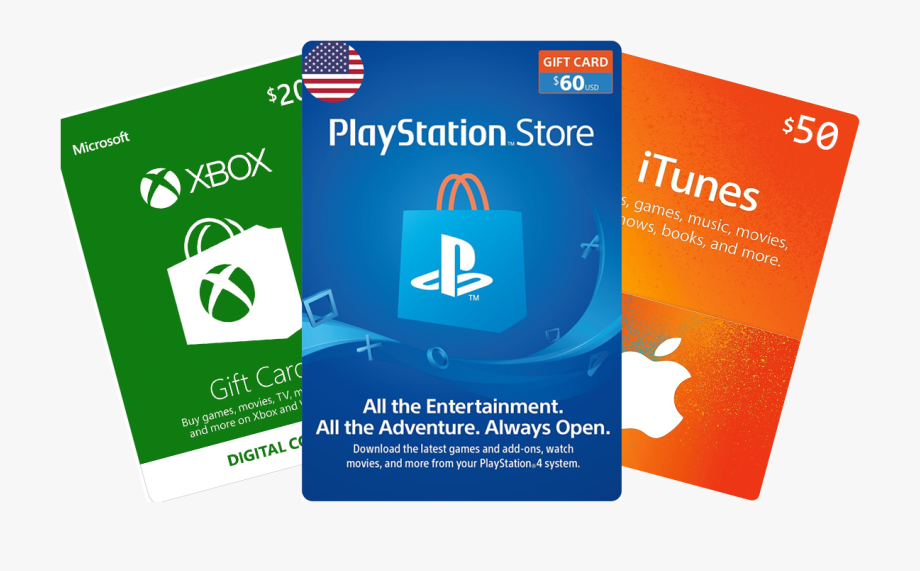 Microsoft
$20
XBOX
Gift Card
Buy games, movies, TV, m
and more on Xbox and
DIGITAL CO
GIFT CARD
$60 USD
PlayStation™Store
TM
All the Entertainment.
All the Adventure. Always Open.
Download the latest games and add-ons, watch
movies, and more from your PlayStation®4 system.
$50
iTunes
s, games, music, movies,
hows, books, and more.